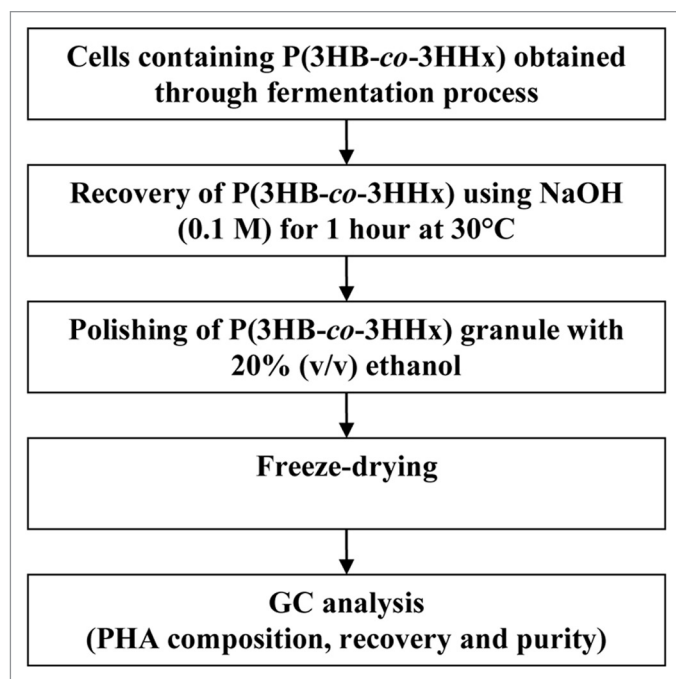 Cells containing P(3HB-co-3HHx) obtained
through fermentation process
Recovery of P(3HB-co-3HHx) using NaOH
(0.1 M) for 1 hour at 30°C
Polishing of P(3HB-co-3HHx) granule with
20% (v/v) ethanol
Freeze-drying
GC analysis
(PHA composition, recovery and purity)